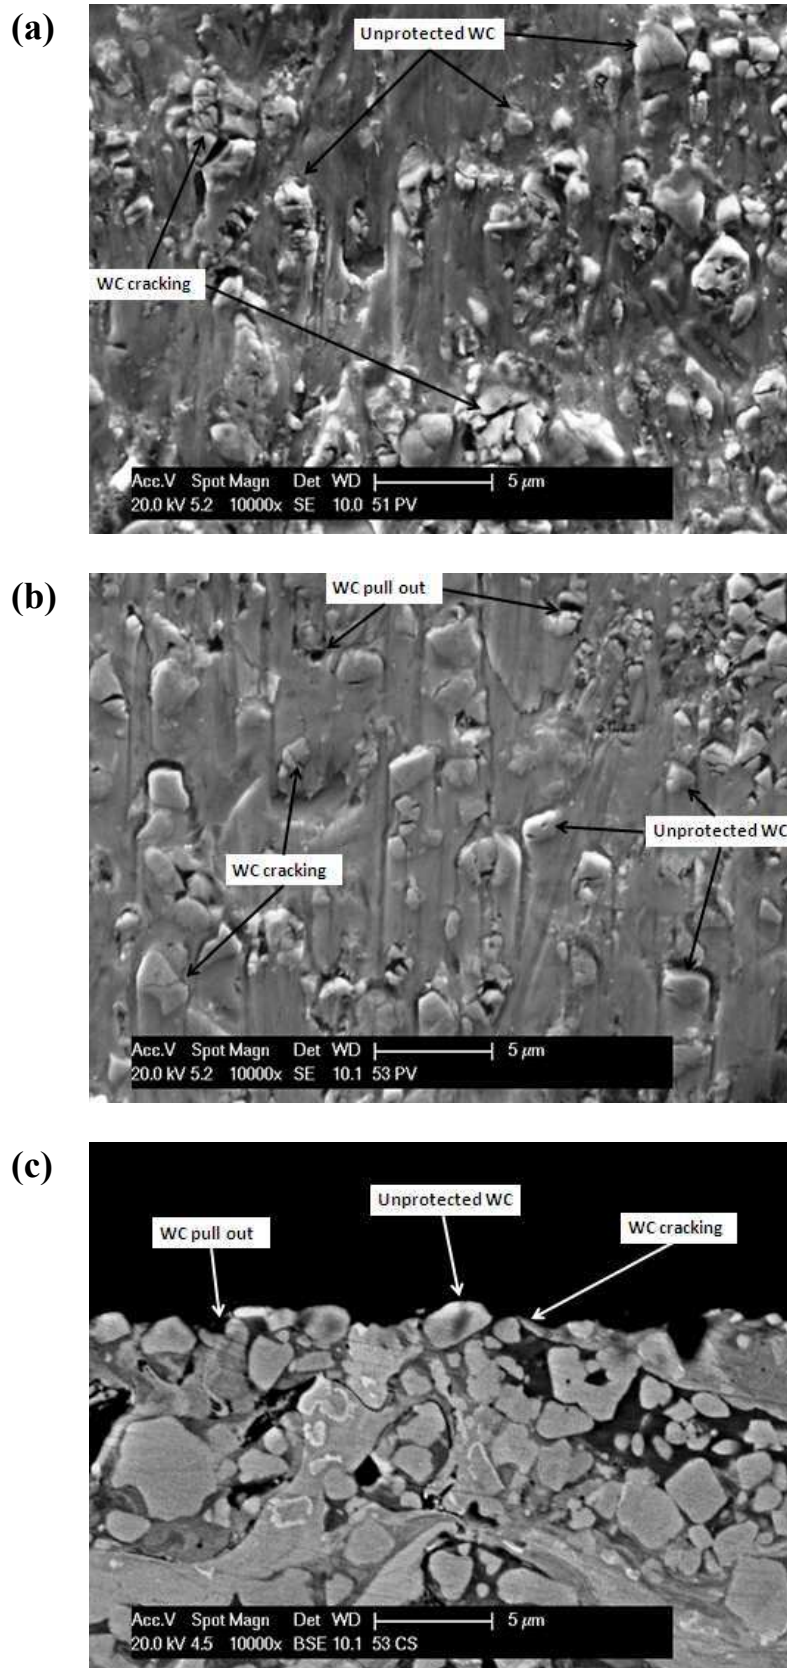 (a)
Unprotected WC
WC cracking
Acc.V Spot Magn Det WD 5 μm
20.0 kV 5.2 10000x SE 10.0 51 PV
(b)
WC pull out
WC cracking
Unprotected WC
Acc.V Spot Magn Det WD 5 μm
20.0 kV 5.2 10000x SE 10.1 53 PV
(c)
Unprotected WC
WC pull out
WC cracking
Acc.V Spot Magn Det WD 5 μm
20.0 kV 4.5 10000x BSE 10.1 53 CS